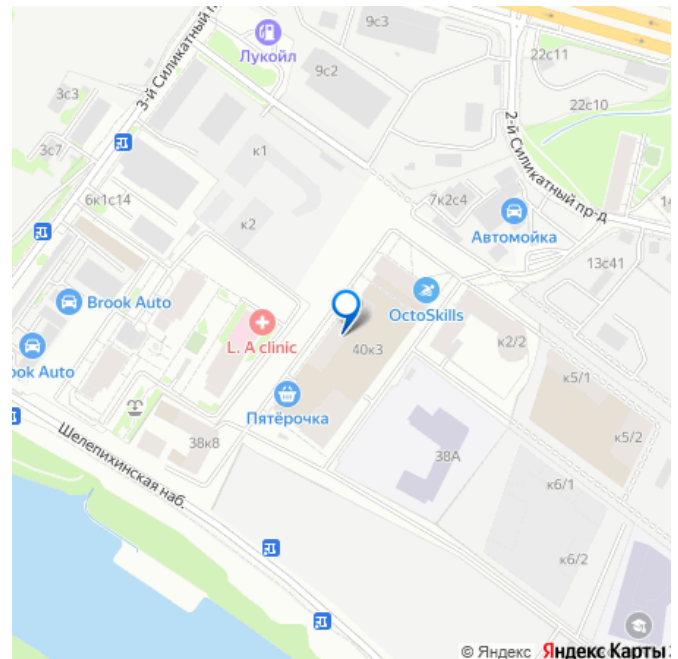 9с3
Лукойл
9с2
22с11
3-й Силикатный п
3с3
22с10
2-й Силикатный пр-д
3с7
к1
6к1с14
7к2с4
к2
Автомойка
13с41
Brook Auto
OctoSkills
L. A clinic
к2/2
40к3
ook Auto
к5/1
Пятёрочка
38к8
к5/2
38А
Шелепихинская наб.
к6/1
к6/2
© Яндекс Яндекс Карты